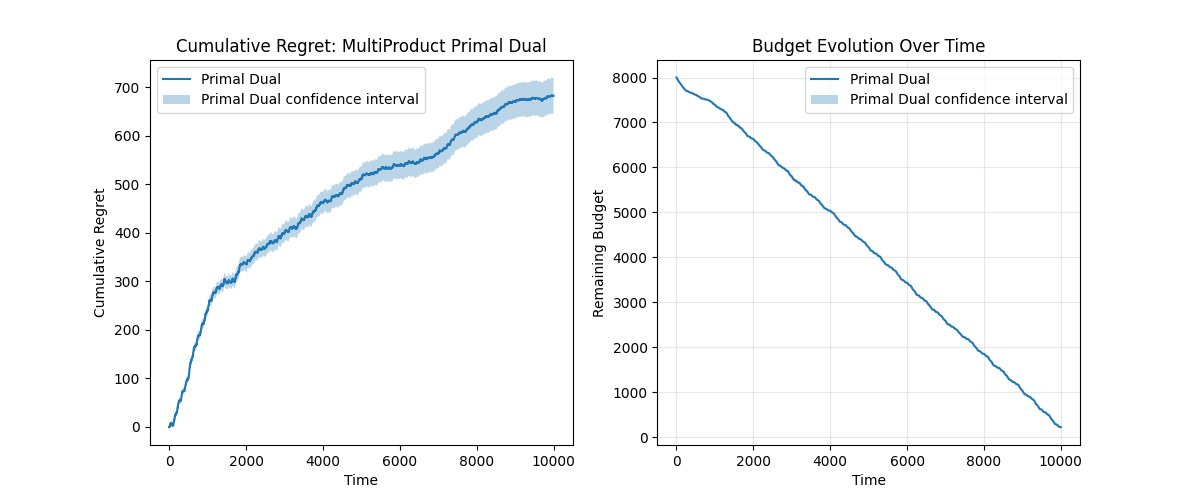 Cumulative Regret: MultiProduct Primal Dual
Primal Dual
Primal Dual confidence interval
Cumulative Regret
700
600
500
400
300
200
100
0
0 2000 4000 6000 8000 10000
Time
Budget Evolution Over Time
Primal Dual
Primal Dual confidence interval
Remaining Budget
8000
7000
6000
5000
4000
3000
2000
1000
0
0 2000 4000 6000 8000 10000
Time